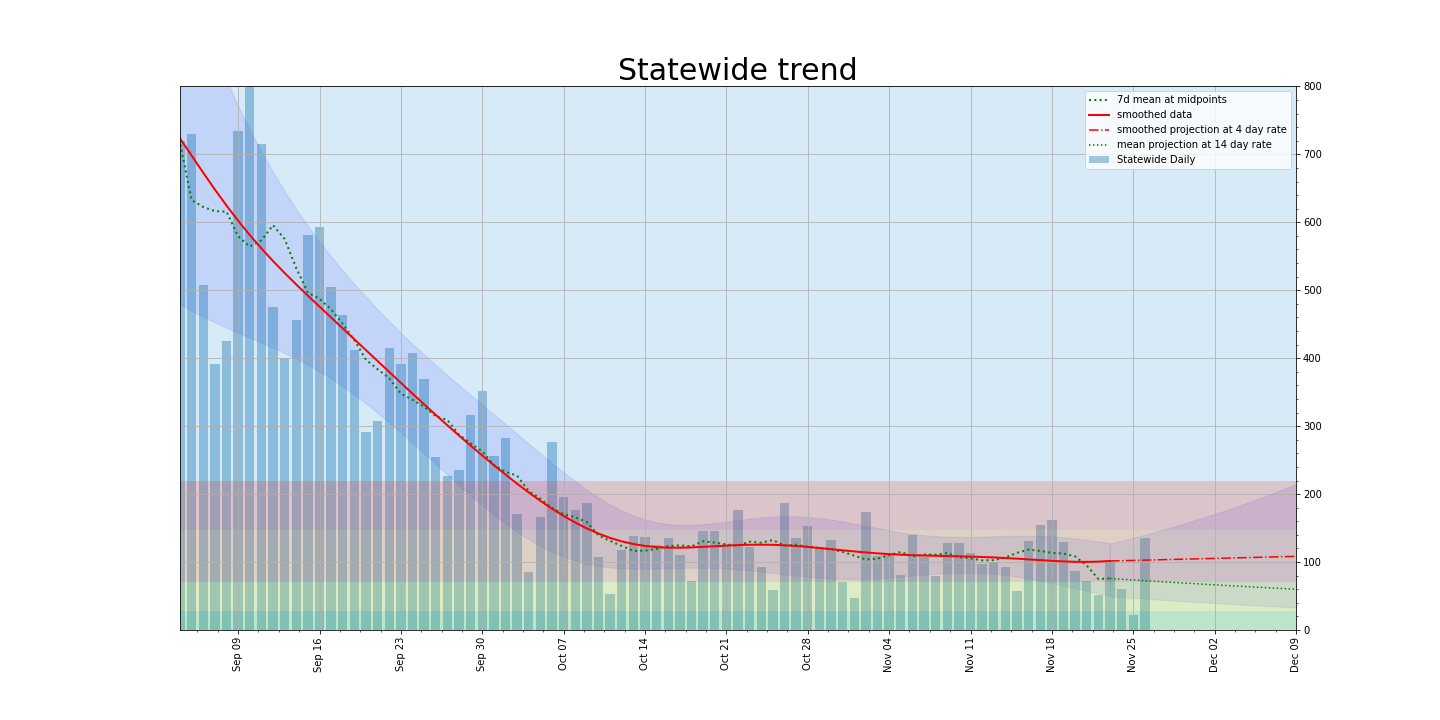 Statewide trend
7d mean at midpoints
smoothed data
smoothed projection at 4 day rate
mean projection at 14 day rate
Statewide Daily
800
700
600
500
400
300
200
100
0
Sep 09
Sep 16
Sep 23
Sep 30
Oct 07
Oct 14
Oct 21
Oct 28
Nov 04
Nov 11
Nov 18
Nov 25
Dec 02
Dec 09